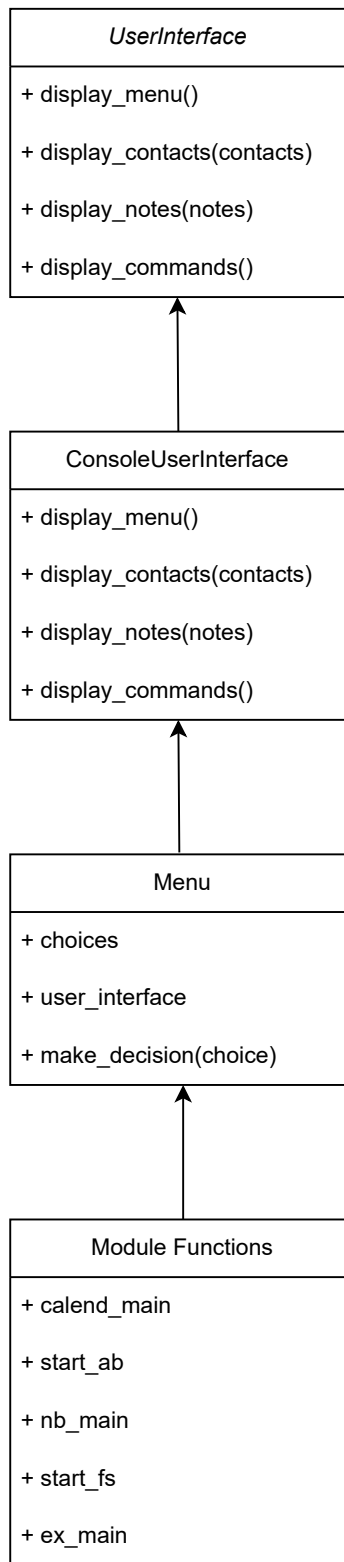 UserInterface
+ display_menu()
+ display_contacts(contacts)
+ display_notes(notes)
+ display_commands()
ConsoleUserInterface
+ display_menu()
+ display_contacts(contacts)
+ display_notes(notes)
+ display_commands()
Menu
+ choices
+ user_interface
+ make_decision(choice)
Module Functions
+ calend_main
+ start_ab
+ nb_main
+ start_fs
+ ex_main